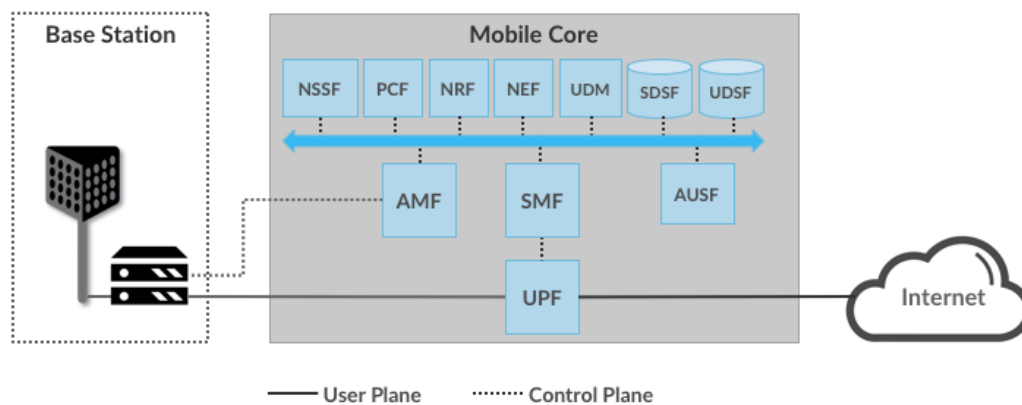 Base Station
Mobile Core
NSSF PCF NRF NEF UDM SDSF UDSF
AMF SMF AUSF
UPF
Internet
User Plane Control Plane